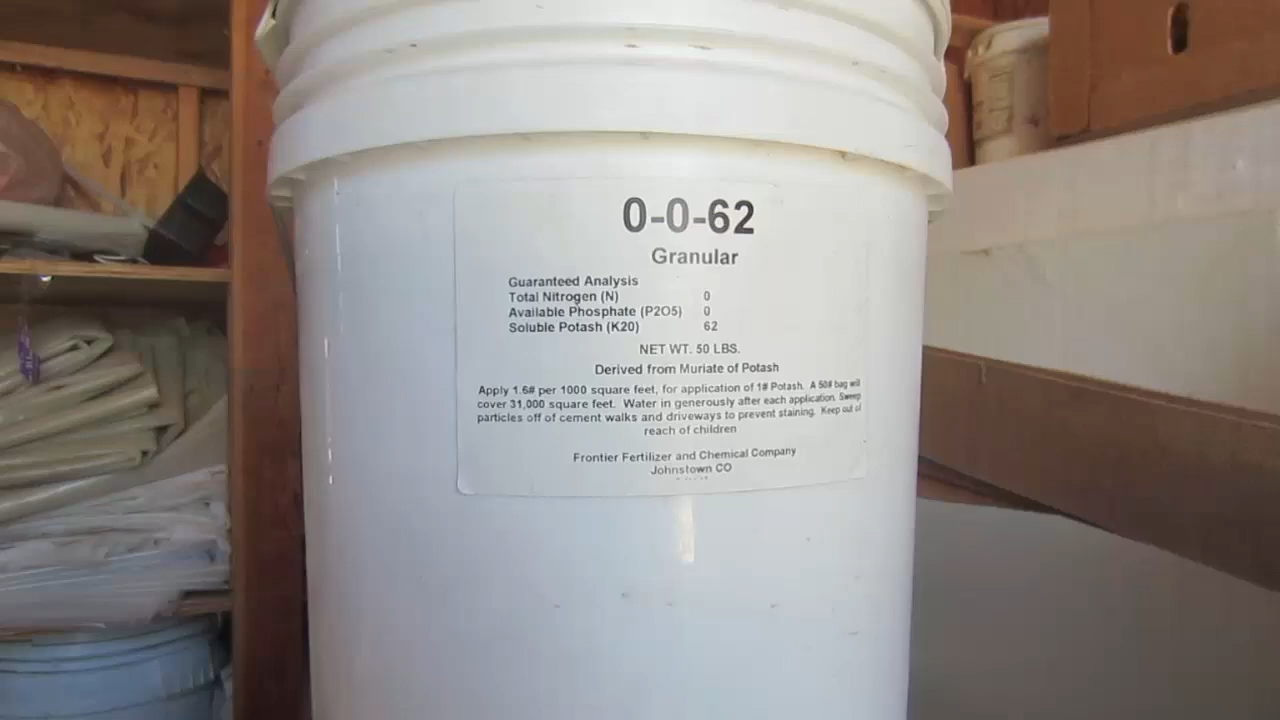 0-0-62
Granular
Guaranteed Analysis
Total Nitrogen (N) 0
Available Phosphate (P2O5) 0
Soluble Potash (K20) 62
NET WT. 50 LBS.
Derived from Muriate of Potash
Apply 1.6# per 1000 square feet, for application of 1# Potash. A 50# bag will
cover 31,000 square feet. Water in generously after each application. Sweep
particles off of cement walks and driveways to prevent staining. Keep out of
reach of children
Frontier Fertilizer and Chemical Company
Johnstown CO